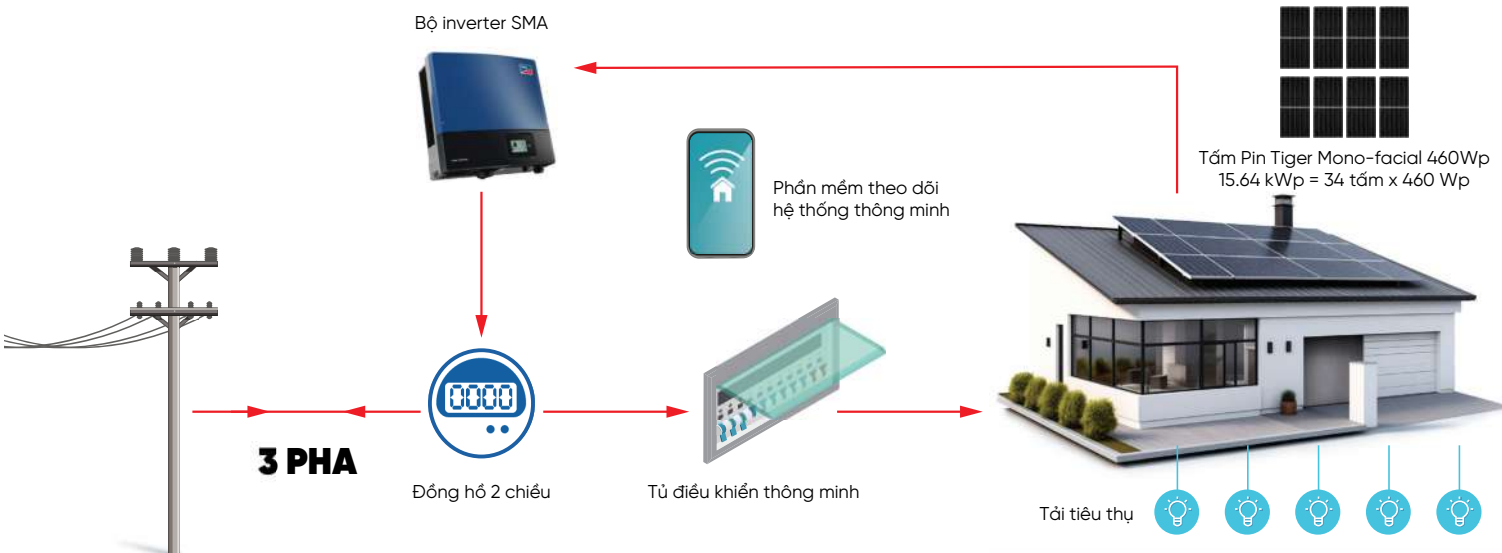 Bộ inverter SMA
Tấm Pin Tiger Mono-facial 460Wp
15.64 kWp = 34 tấm x 460 Wp
Phần mềm theo dõi
hệ thống thông minh
0000
3 PHA
Đồng hồ 2 chiều
Tủ điều khiển thông minh
Tải tiêu thụ